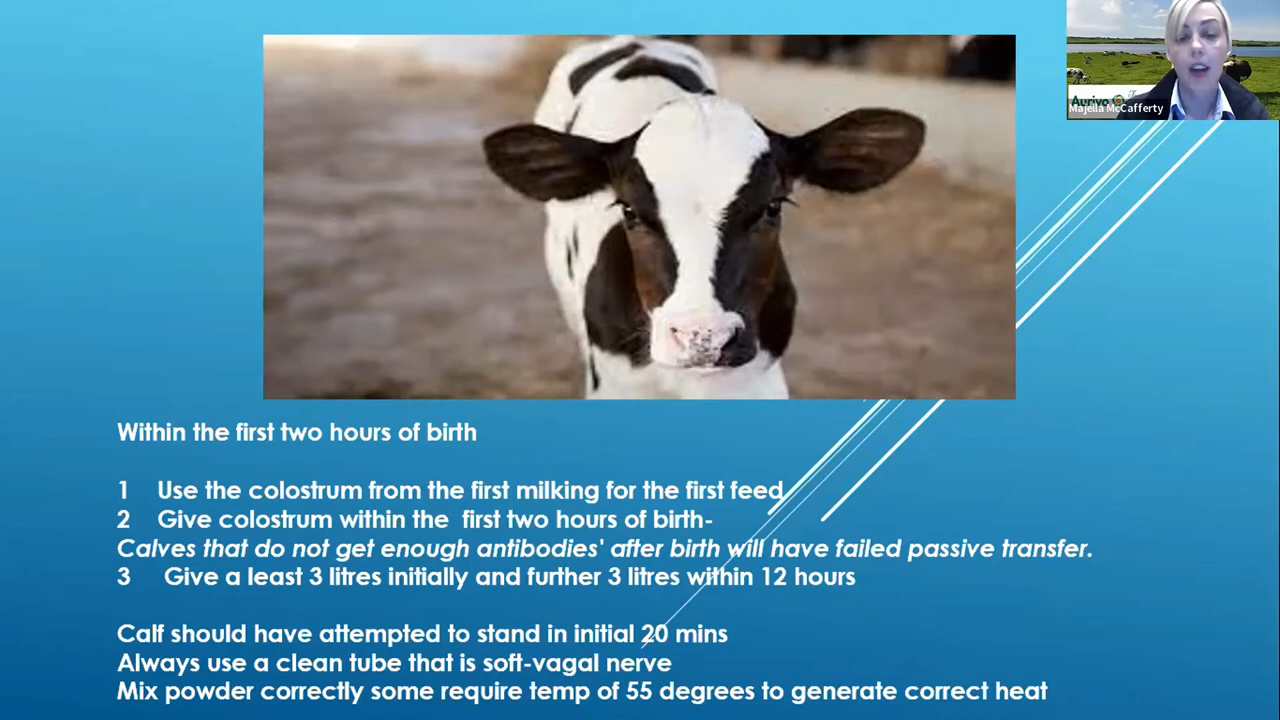 Aurivo
Majella McCafferty
Within the first two hours of birth
1 Use the colostrum from the first milking for the first feed
2 Give colostrum within the first two hours of birth-
Calves that do not get enough antibodies' after birth will have failed passive transfer.
3 Give a least 3 litres initially and further 3 litres within 12 hours
Calf should have attempted to stand in initial 20 mins
Always use a clean tube that is soft-vagal nerve
Mix powder correctly some require temp of 55 degrees to generate correct heat